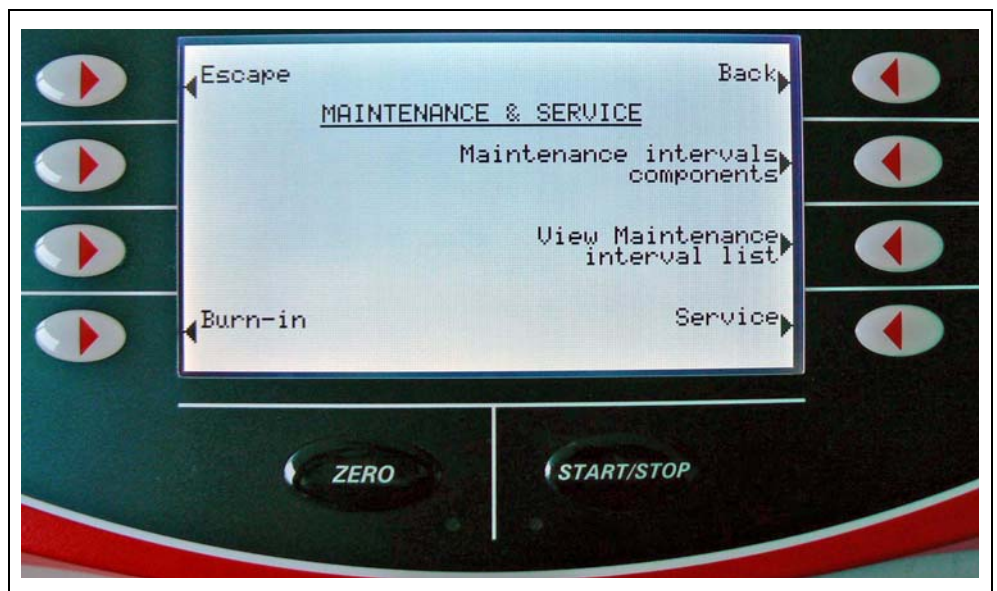 Escape
Back
MAINTENANCE & SERVICE
Maintenance intervals
components
View Maintenance
interval list
Burn-in
Service
ZERO
START/STOP